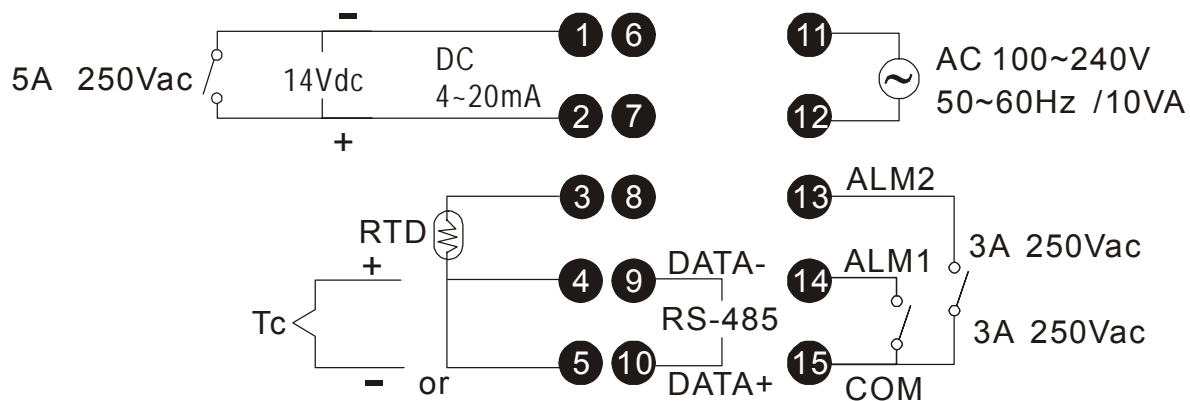 1 6
11
5A 250Vac
14Vdc
DC
4~20mA
AC 100~240V
50~60Hz /10VA
2 7
12
+
3 8
13
ALM2
RTD
+
4 9
DATA-
14
ALM1
3A 250Vac
Tc
RS-485
3A 250Vac
5 10
DATA+
15
COM
or